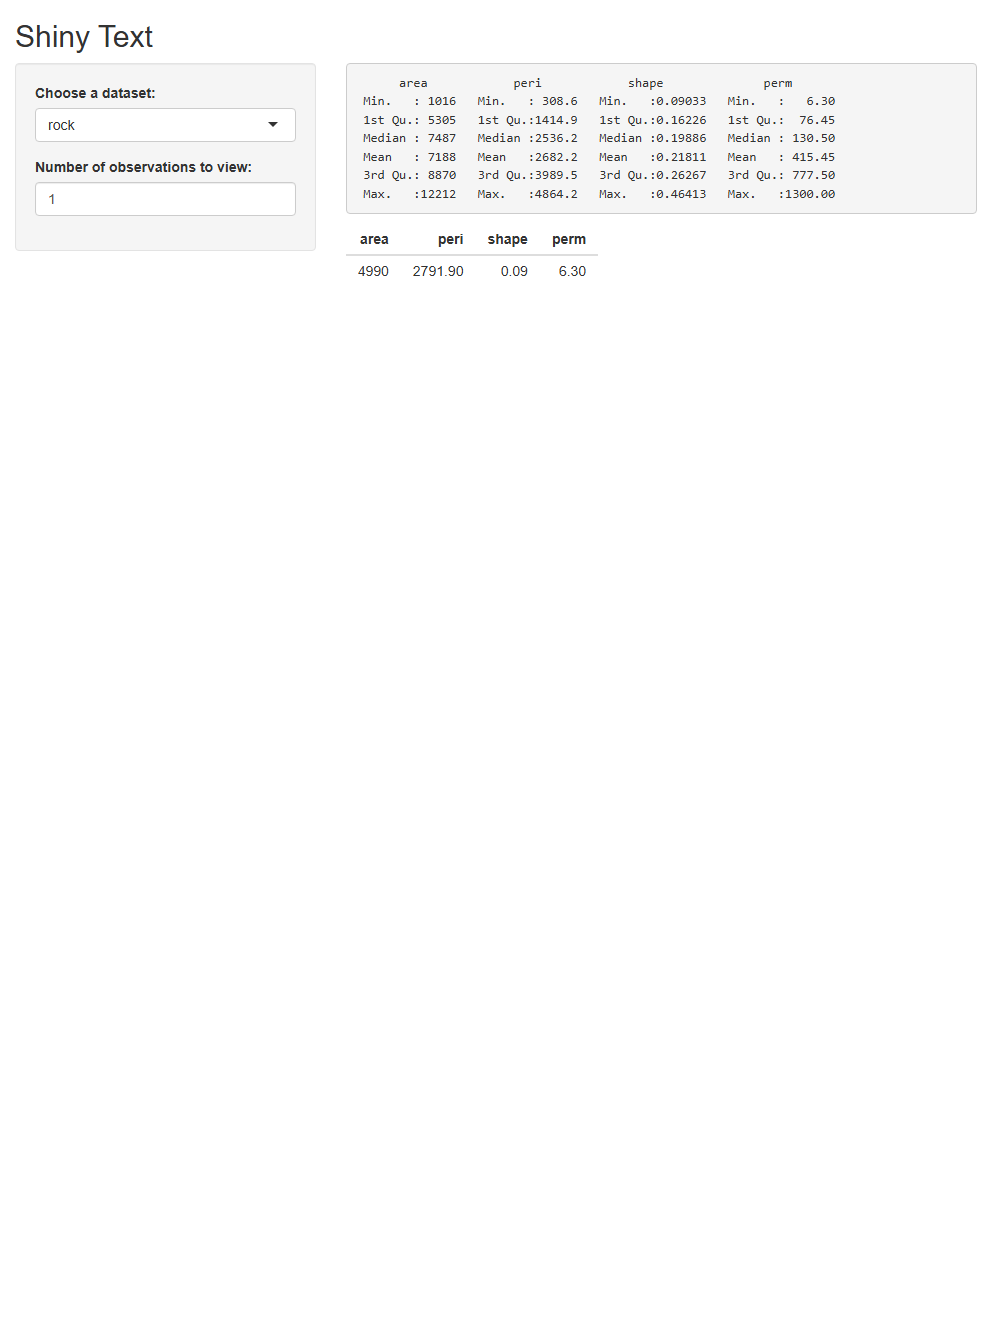 Shiny Text
Choose a dataset:
rock
Number of observations to view:
1
area peri shape perm
Min. : 1016 Min. : 308.6 Min. :0.09033 Min. : 6.30
1st Qu.: 5305 1st Qu.:1414.9 1st Qu.:0.16226 1st Qu.: 76.45
Median : 7487 Median :2536.2 Median :0.19886 Median : 130.50
Mean : 7188 Mean :2682.2 Mean :0.21811 Mean : 415.45
3rd Qu.: 8870 3rd Qu.:3989.5 3rd Qu.:0.26267 3rd Qu.: 777.50
Max. :12212 Max. :4864.2 Max. :0.46413 Max. :1300.00
area peri shape perm
4990 2791.90 0.09 6.30